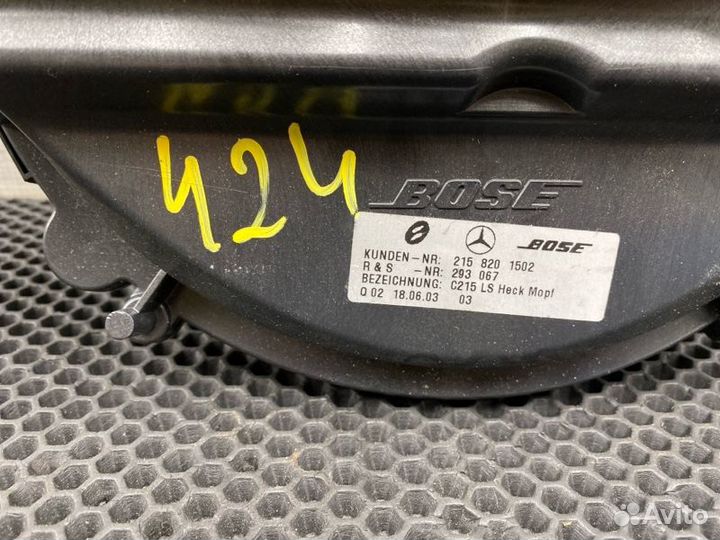 424
BOSE
BOSE
KUNDEN-NR: 215 820 1502
R & S -NR: 293 067
BEZEICHNUNG: C215 LS Heck Mopf
Q 02 18.06.03 03
Avito